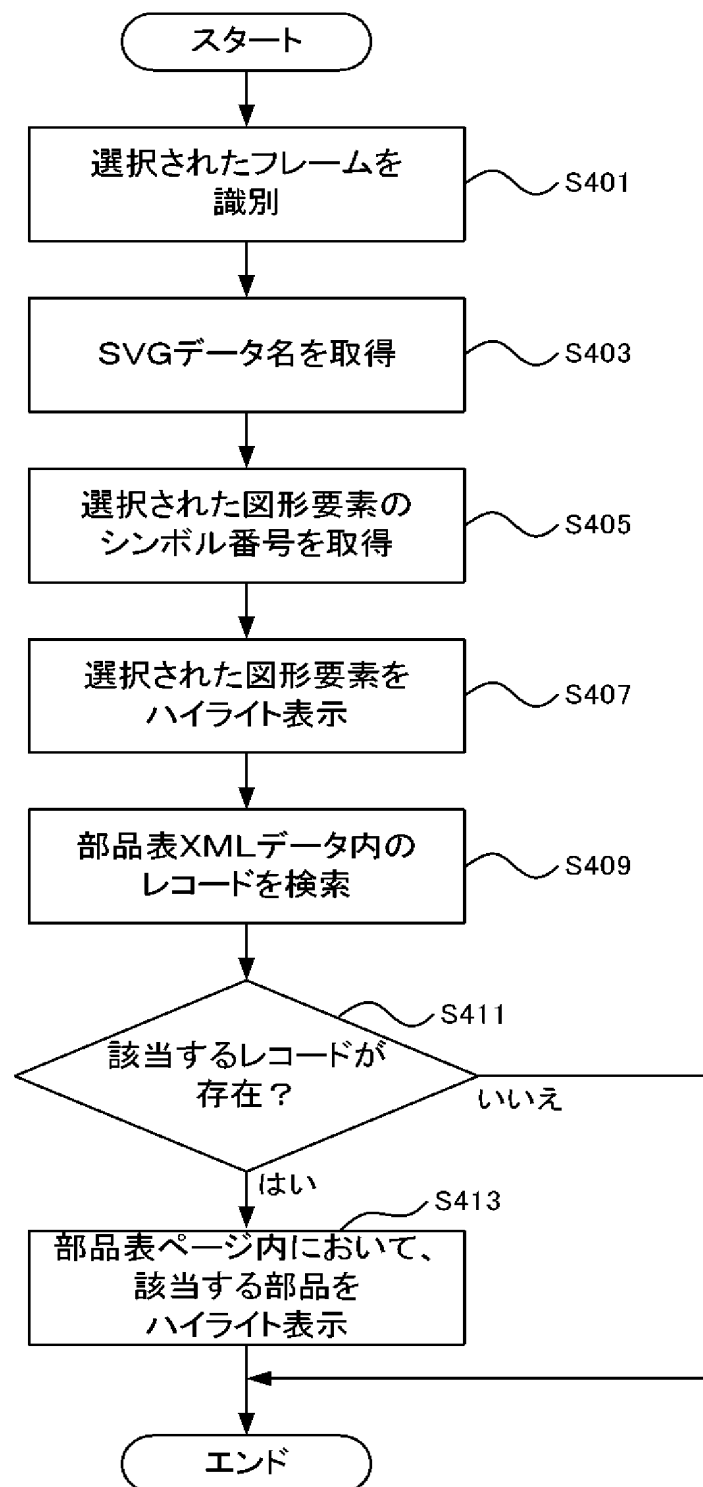 スタート
選択されたフレームを
識別
S401
SVGデータ名を取得
S403
選択された図形要素の
シンボル番号を取得
S405
選択された図形要素を
ハイライト表示
S407
部品表XMLデータ内の
レコードを検索
S409
S411
該当するレコードが
存在?
いいえ
はい
S413
部品表ページ内において、
該当する部品を
ハイライト表示
エンド